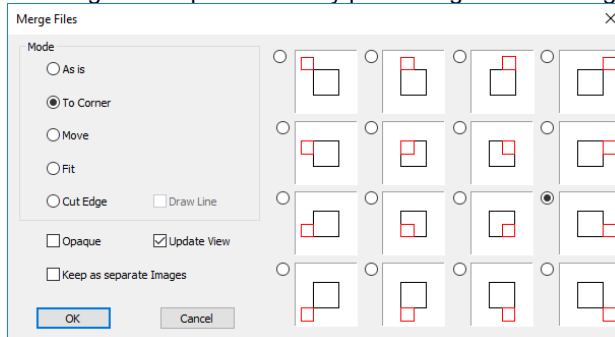 Merge Files
Mode
As is
To Corner
Move
Fit
Cut Edge
Draw Line
Opaque
Update View
Keep as separate Images
OK
Cancel